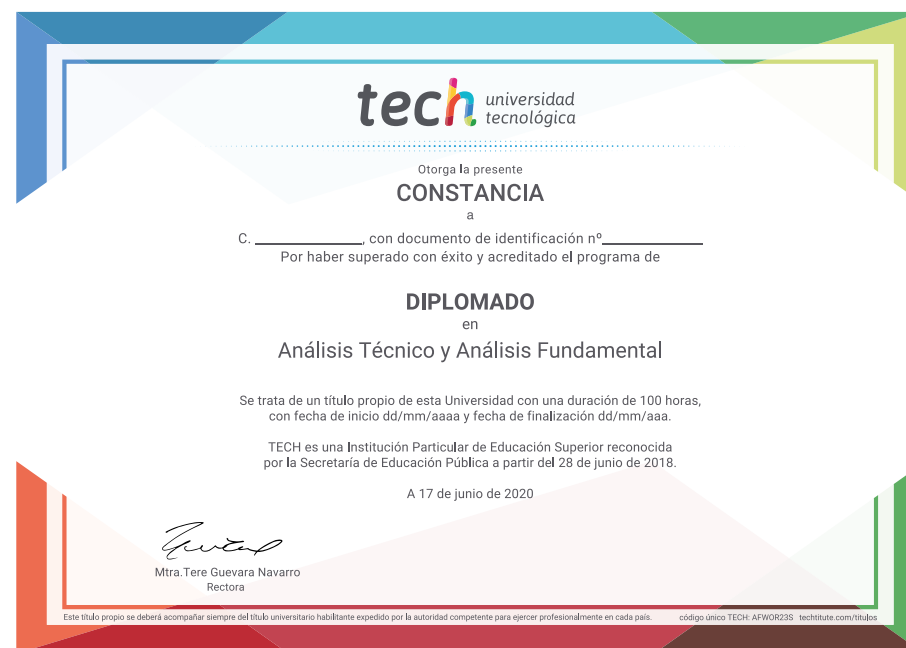 tech universidad
tecnológica
Otorga la presente
CONSTANCIA
a
C. ____________, con documento de identificación nº____________
Por haber superado con éxito y acreditado el programa de
DIPLOMADO
en
Análisis Técnico y Análisis Fundamental
Se trata de un título propio de esta Universidad con una duración de 100 horas,
con fecha de inicio dd/mm/aaaa y fecha de finalización dd/mm/aaa.
TECH es una Institución Particular de Educación Superior reconocida
por la Secretaría de Educación Pública a partir del 28 de junio de 2018.
A 17 de junio de 2020
Mtra.Tere Guevara Navarro
Rectora
Este título propio se deberá acompañar siempre del título universitario habilitante expedido por la autoridad competente para ejercer profesionalmente en cada país. código único TECH: AFWOR23S techtitute.com/titulos